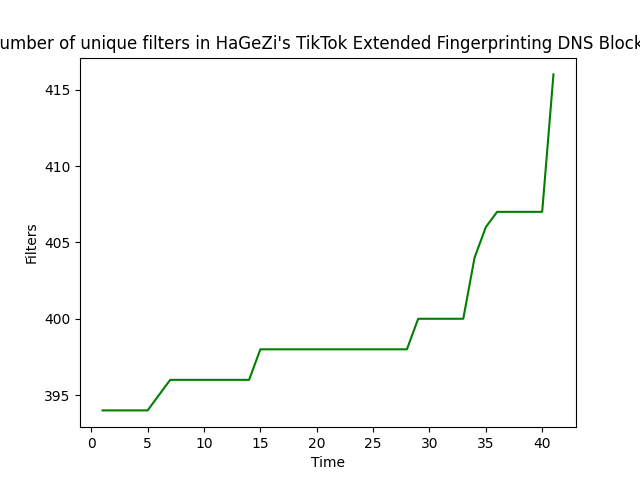 umber of unique filters in HaGeZi's TikTok Extended Fingerprinting DNS Block
415
410
405
400
395
Filters
0 5 10 15 20 25 30 35 40
Time